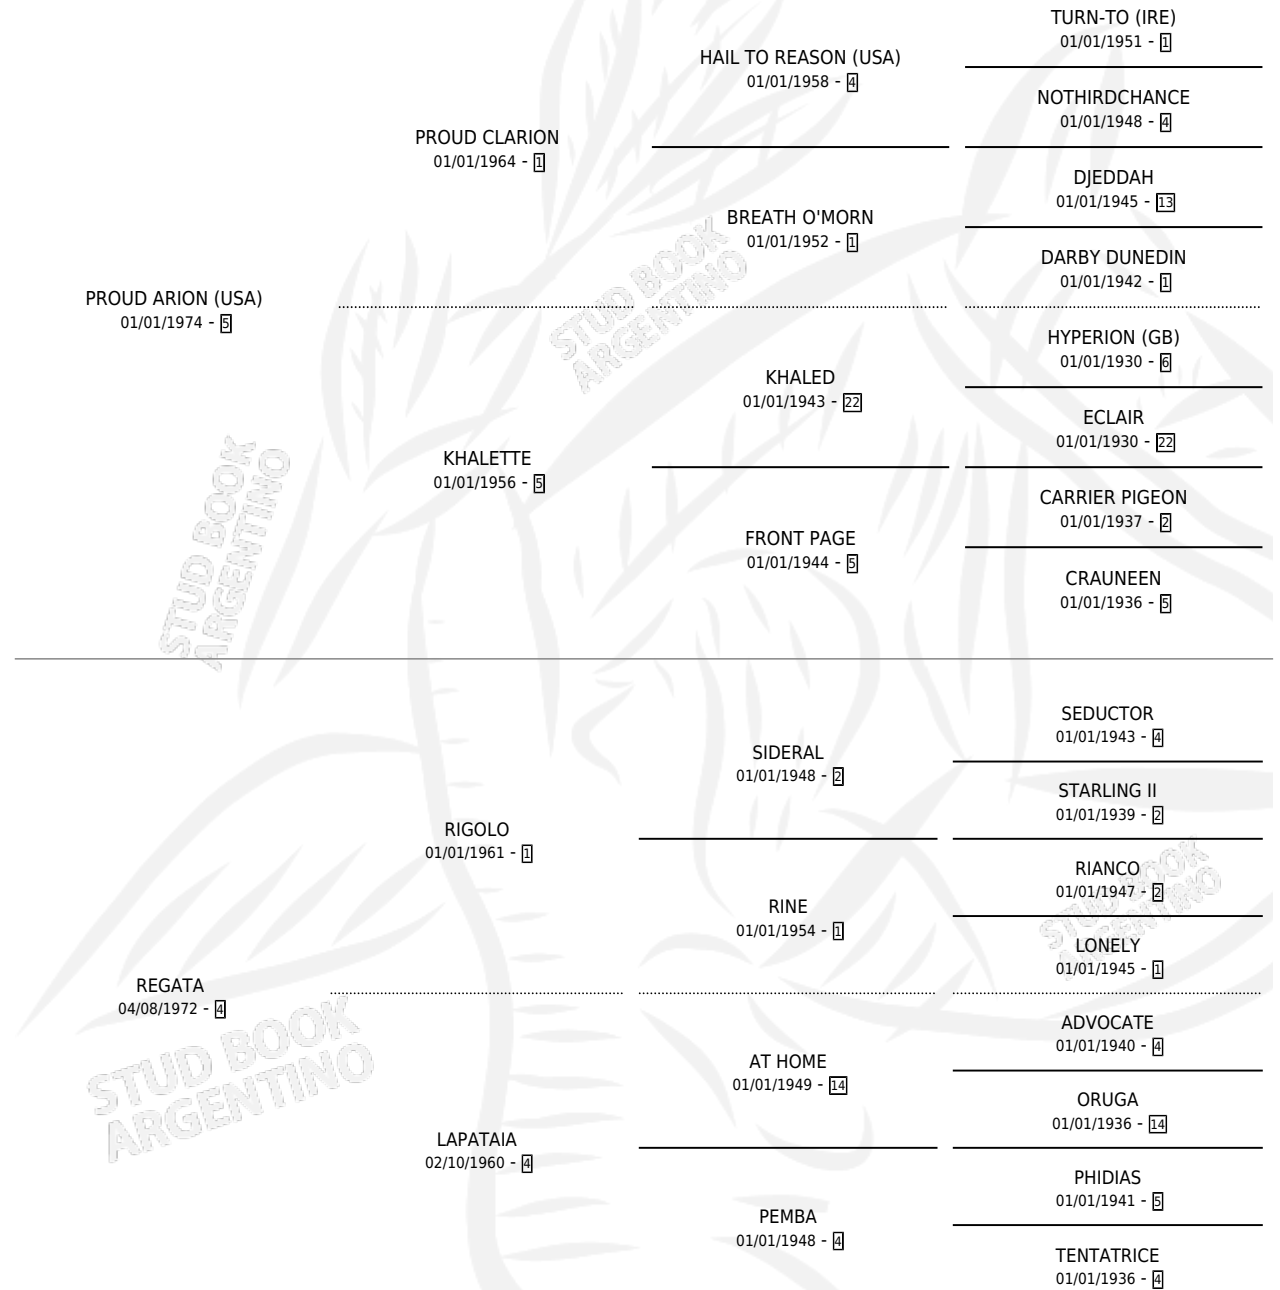 TURN-TO (IRE)
01/01/1951 - 1
HAIL TO REASON (USA)
01/01/1958 - 4
NOTHIRDCHANCE
01/01/1948 - 4
PROUD CLARION
01/01/1964 - 1
DJEDDAH
01/01/1945 - 13
BREATH O'MORN
01/01/1952 - 1
DARBY DUNEDIN
01/01/1942 - 1
PROUD ARION (USA)
01/01/1974 - 5
HYPERION (GB)
01/01/1930 - 6
KHALED
01/01/1943 - 22
ECLAIR
01/01/1930 - 22
KHALETTE
01/01/1956 - 5
CARRIER PIGEON
01/01/1937 - 2
FRONT PAGE
01/01/1944 - 5
CRAUNEEN
01/01/1936 - 5
SEDUCTOR
01/01/1943 - 4
SIDERAL
01/01/1948 - 2
STARLING II
01/01/1939 - 2
RIGOLO
01/01/1961 - 1
RIANCO
01/01/1947 - 2
RINE
01/01/1954 - 1
LONELY
01/01/1945 - 1
REGATA
04/08/1972 - 4
ADVOCATE
01/01/1940 - 4
AT HOME
01/01/1949 - 14
ORUGA
01/01/1936 - 14
LAPATAIA
02/10/1960 - 4
PHIDIAS
01/01/1941 - 5
PEMBA
01/01/1948 - 4
TENTATRICE
01/01/1936 - 4
STUD BOOK
ARGENTINO
STUD BOOK
ARGENTINO
STUD BOOK
ARGENTINO
STUD BOOK
ARGENTINO